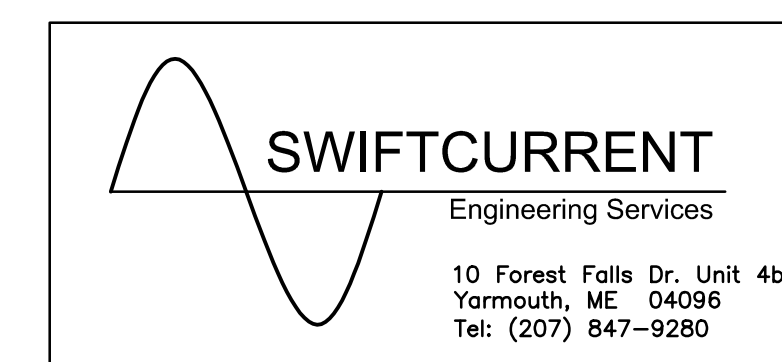 SWIFTCURRENT
Engineering Services
10 Forest Falls Dr. Unit 4b
Yarmouth, ME  04096
Tel: (207) 847-9280